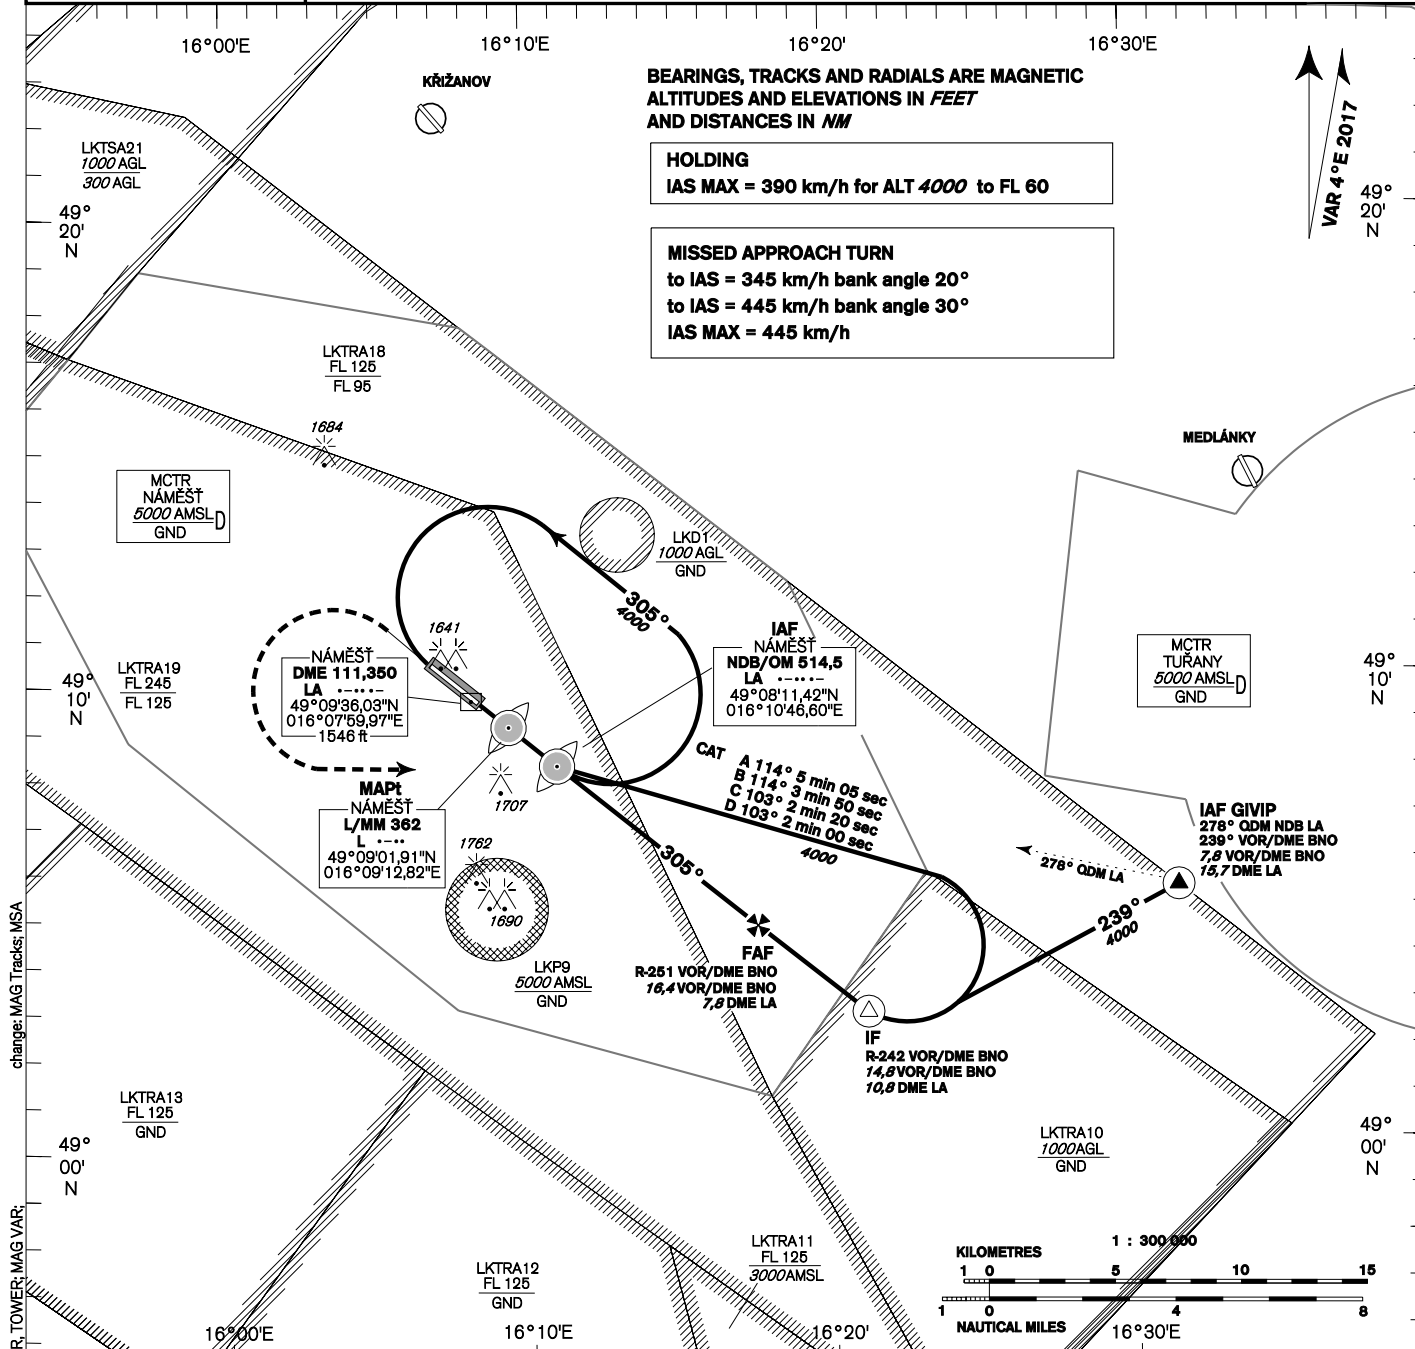 16°00'E
16°10'E
16°20'E
16°30'E
KŘIŽANOV
BEARINGS, TRACKS AND RADIALS ARE MAGNETIC
ALTITUDES AND ELEVATIONS IN FEET
AND DISTANCES IN NM
HOLDING
IAS MAX = 390 km/h for ALT 4000 to FL 60
MISSED APPROACH TURN
to IAS = 345 km/h bank angle 20°
to IAS = 445 km/h bank angle 30°
IAS MAX = 445 km/h
VAR 4°E 2017
49°
20'
N
LKTSA21
1000 AGL
300 AGL
49°
20'
N
LKTRA18
FL 125
FL 95
1684
MCTR
NÁMĚŠŤ
5000 AMSL D
GND
LKD1
1000 AGL
GND
MEDLÁNKY
305°
4000
1641
NÁMĚŠŤ
DME 111,350
LA ·–·· ·–
49°09'36,03"N
016°07'59,97"E
1546 ft
IAF
NÁMĚŠŤ
NDB/OM 514,5
LA ·–·· ·–
49°08'11,42"N
016°10'46,60"E
MCTR
TUŘANY
5000 AMSL D
GND
49°
10'
N
LKTRA19
FL 245
FL 125
49°
10'
N
MAPt
NÁMĚŠŤ
L/MM 362
L ·–··
49°09'01,91"N
016°09'12,82"E
1707
1762
1690
CAT
A 114° 5 min 05 sec
B 114° 3 min 50 sec
C 103° 2 min 20 sec
D 103° 2 min 00 sec
4000
305°
278° QDM LA
IAF GIVIP
278° QDM NDB LA
239° VOR/DME BNO
7,8 VOR/DME BNO
15,7 DME LA
239°
4000
FAF
R-251 VOR/DME BNO
16,4 VOR/DME BNO
7,8 DME LA
IF
R-242 VOR/DME BNO
14,8 VOR/DME BNO
10,8 DME LA
LKP9
5000 AMSL
GND
LKTRA13
FL 125
GND
49°
00'
N
LKTRA10
1000AGL
GND
49°
00'
N
LKTRA12
FL 125
GND
LKTRA11
FL 125
3000AMSL
1 : 300 000
KILOMETRES
1 0 5 10 15
1 0 4 8
NAUTICAL MILES
16°00'E
16°10'E
16°20'
16°30'E
change: MAG Tracks; MSA
R, TOWER; MAG VAR;